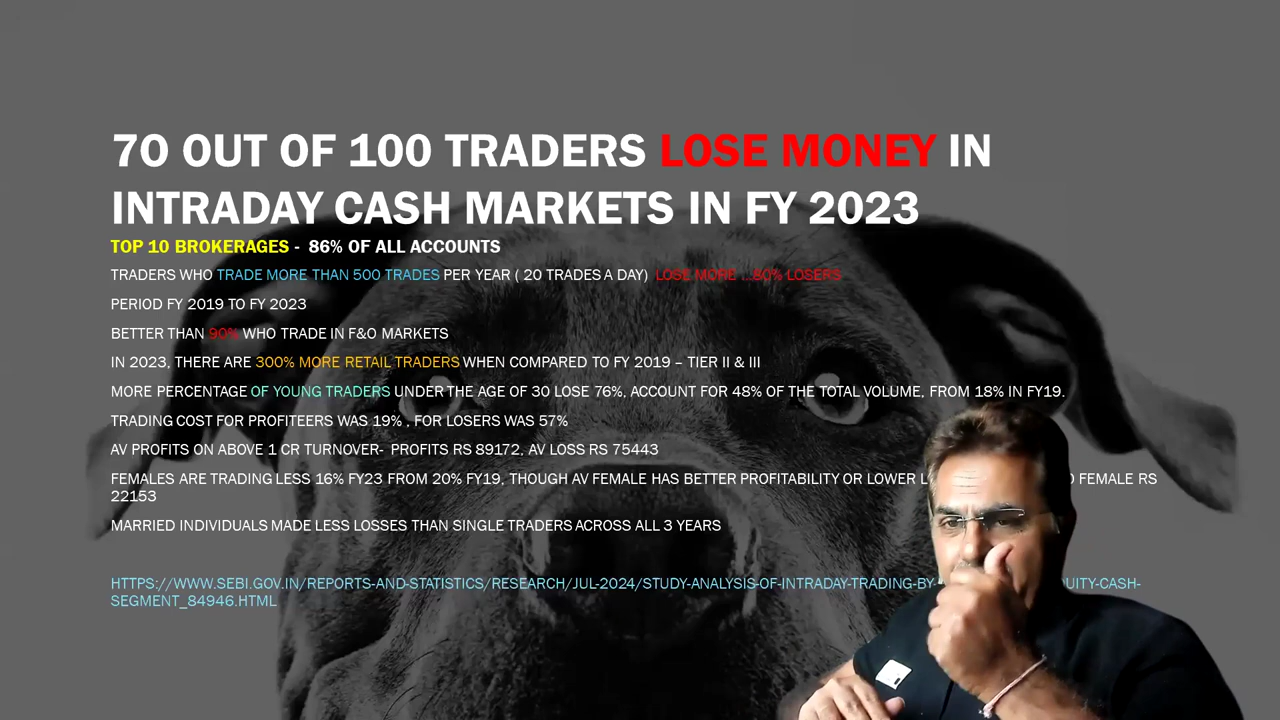 70 OUT OF 100 TRADERS LOSE MONEY IN
INTRADAY CASH MARKETS IN FY 2023
TOP 10 BROKERAGES - 86% OF ALL ACCOUNTS
TRADERS WHO TRADE MORE THAN 500 TRADES PER YEAR ( 20 TRADES A DAY) LOSE MORE ...80% LOSERS
PERIOD FY 2019 TO FY 2023
BETTER THAN 90% WHO TRADE IN F&O MARKETS
IN 2023, THERE ARE 300% MORE RETAIL TRADERS WHEN COMPARED TO FY 2019 – TIER II & III
MORE PERCENTAGE OF YOUNG TRADERS UNDER THE AGE OF 30 LOSE 76%, ACCOUNT FOR 48% OF THE TOTAL VOLUME, FROM 18% IN FY19.
TRADING COST FOR PROFITEERS WAS 19% , FOR LOSERS WAS 57%
AV PROFITS ON ABOVE 1 CR TURNOVER- PROFITS RS 89172, AV LOSS RS 75443
FEMALES ARE TRADING LESS 16% FY23 FROM 20% FY19, THOUGH AV FEMALE HAS BETTER PROFITABILITY OR LOWER FEMALE RS
22153
MARRIED INDIVIDUALS MADE LESS LOSSES THAN SINGLE TRADERS ACROSS ALL 3 YEARS
HTTPS://WWW.SEBI.GOV.IN/REPORTS-AND-STATISTICS/RESEARCH/JUL-2024/STUDY-ANALYSIS-OF-INTRADAY-TRADING-BY- UITY-CASH-
SEGMENT_84946.HTML